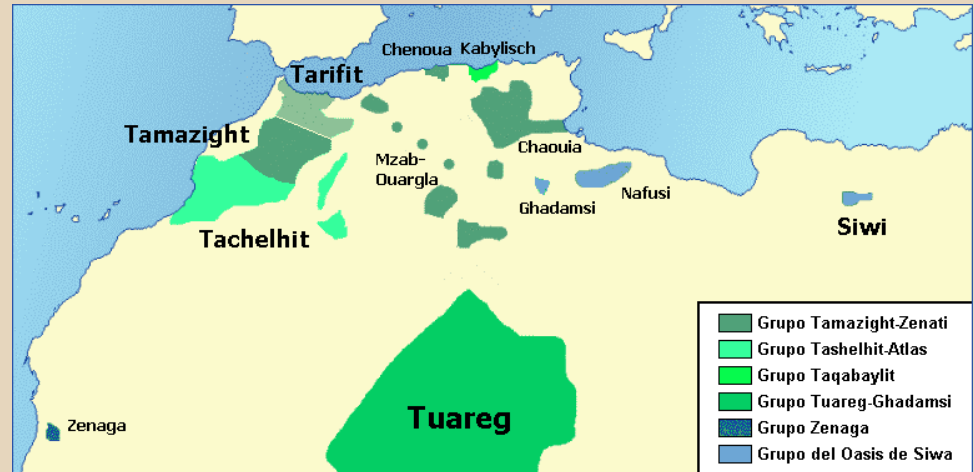 Chenoua Kabylisch
Tarifit
Tamazight
Chaouia
Mzab-
Ouargla
Nafusi
Ghadamsi
Siwi
Tachelhit
Tuareg
Zenaga
Grupo Tamazight-Zenati
Grupo Tashelhit-Atlas
Grupo Taqabaylit
Grupo Tuareg-Ghadamsi
Grupo Zenaga
Grupo del Oasis de Siwa